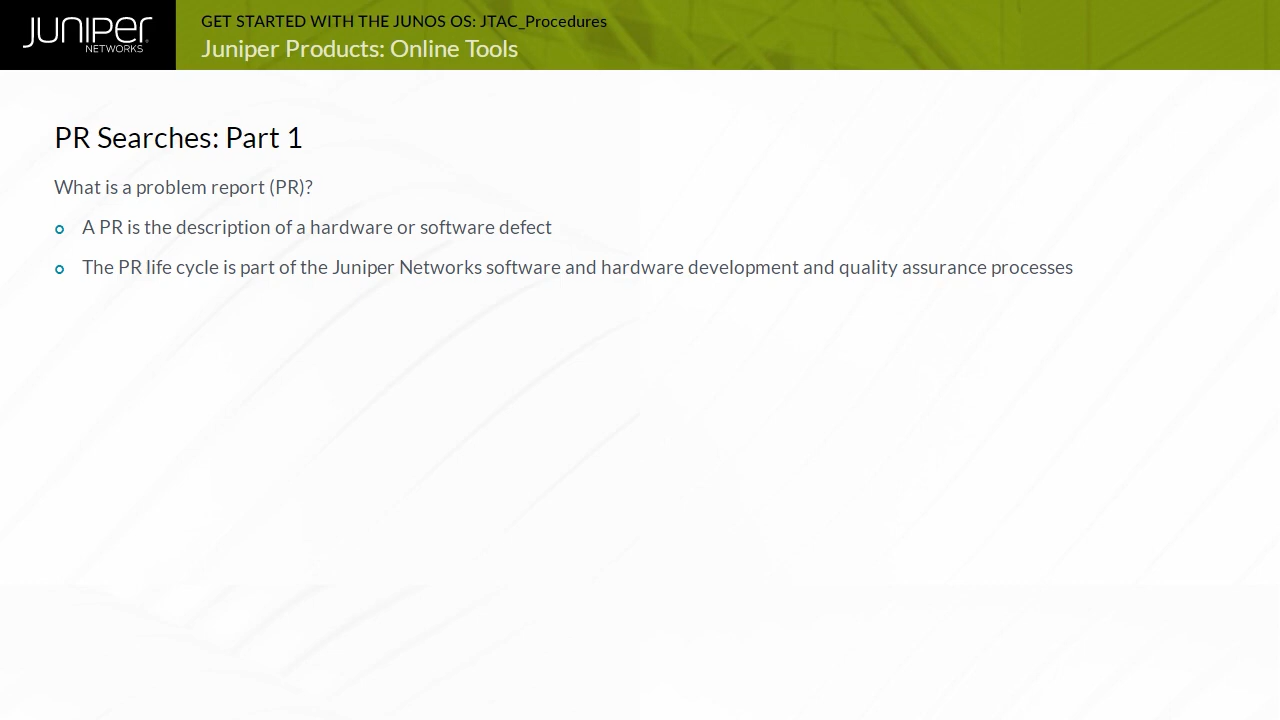 JUNIPER
NETWORKS
GET STARTED WITH THE JUNOS OS: JTAC_Procedures
Juniper Products: Online Tools
PR Searches: Part 1
What is a problem report (PR)?
A PR is the description of a hardware or software defect
The PR life cycle is part of the Juniper Networks software and hardware development and quality assurance processes